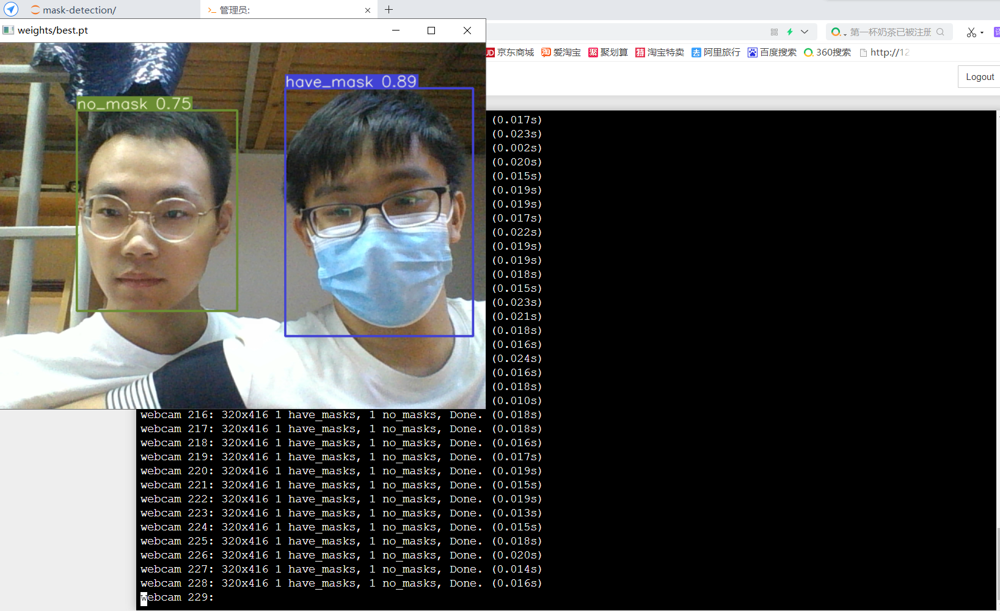 mask-detection/
管理员:
weights/best.pt
第一杯奶茶已被注册
京东商城 爱淘宝 聚划算 淘宝特卖 阿里旅行 百度搜索 360搜索 http://12
Logout
no_mask 0.75
have_mask 0.89
(0.017s)
(0.023s)
(0.002s)
(0.020s)
(0.015s)
(0.019s)
(0.019s)
(0.017s)
(0.022s)
(0.019s)
(0.019s)
(0.018s)
(0.015s)
(0.023s)
(0.021s)
(0.018s)
(0.016s)
(0.024s)
(0.016s)
(0.018s)
(0.010s)
webcam 216: 320x416 1 have_masks, 1 no_masks, Done. (0.018s)
webcam 217: 320x416 1 have_masks, 1 no_masks, Done. (0.018s)
webcam 218: 320x416 1 have_masks, 1 no_masks, Done. (0.016s)
webcam 219: 320x416 1 have_masks, 1 no_masks, Done. (0.017s)
webcam 220: 320x416 1 have_masks, 1 no_masks, Done. (0.019s)
webcam 221: 320x416 1 have_masks, 1 no_masks, Done. (0.015s)
webcam 222: 320x416 1 have_masks, 1 no_masks, Done. (0.019s)
webcam 223: 320x416 1 have_masks, 1 no_masks, Done. (0.013s)
webcam 224: 320x416 1 have_masks, 1 no_masks, Done. (0.015s)
webcam 225: 320x416 1 have_masks, 1 no_masks, Done. (0.018s)
webcam 226: 320x416 1 have_masks, 1 no_masks, Done. (0.020s)
webcam 227: 320x416 1 have_masks, 1 no_masks, Done. (0.014s)
webcam 228: 320x416 1 have_masks, 1 no_masks, Done. (0.016s)
webcam 229: